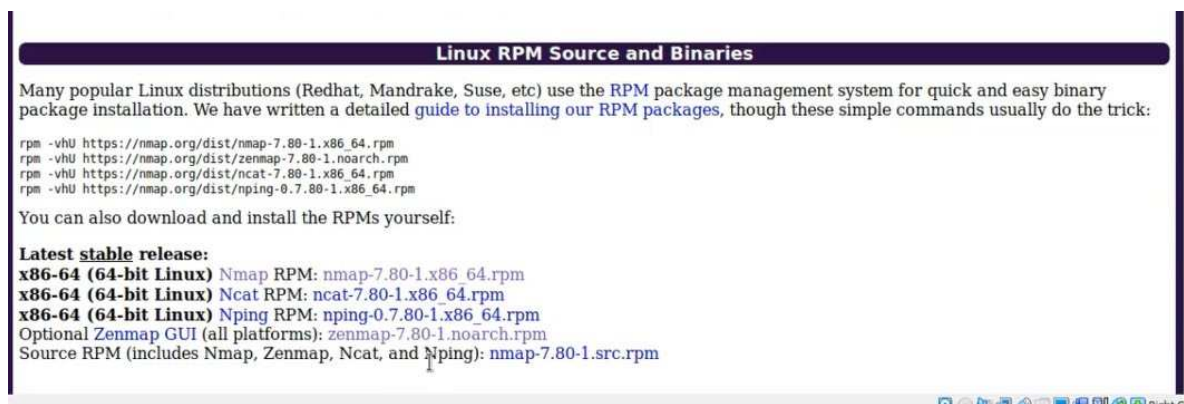 Linux RPM Source and Binaries
Many popular Linux distributions (Redhat, Mandrake, Suse, etc) use the RPM package management system for quick and easy binary
package installation. We have written a detailed guide to installing our RPM packages, though these simple commands usually do the trick:
rpm -vhU https://nmap.org/dist/nmap-7.80-1.x86_64.rpm
rpm -vhU https://nmap.org/dist/zenmap-7.80-1.noarch.rpm
rpm -vhU https://nmap.org/dist/ncat-7.80-1.x86_64.rpm
rpm -vhU https://nmap.org/dist/nping-0.7.80-1.x86_64.rpm
You can also download and install the RPMs yourself:
Latest stable release:
x86-64 (64-bit Linux) Nmap RPM: nmap-7.80-1.x86_64.rpm
x86-64 (64-bit Linux) Ncat RPM: ncat-7.80-1.x86_64.rpm
x86-64 (64-bit Linux) Nping RPM: nping-0.7.80-1.x86_64.rpm
Optional Zenmap GUI (all platforms): zenmap-7.80-1.noarch.rpm
Source RPM (includes Nmap, Zenmap, Ncat, and Nping): nmap-7.80-1.src.rpm